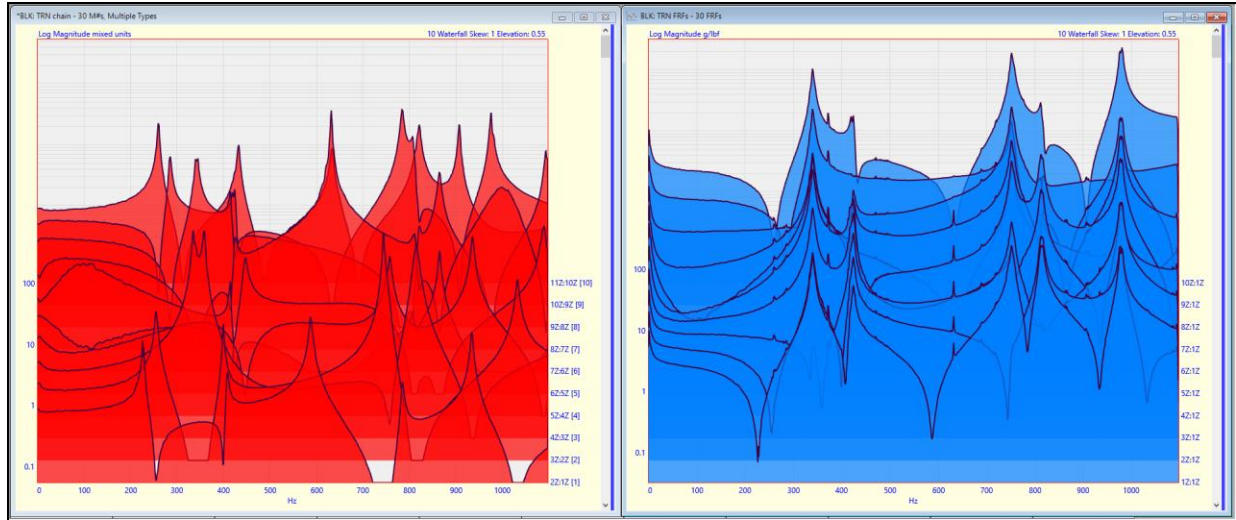 *BLK: TRN chain - 30 M#s, Multiple Types
Log Magnitude mixed units
10 Waterfall Skew: 1 Elevation: 0.55
100
10
1
0.1
11Z:10Z [10]
10Z:9Z [9]
9Z:8Z [8]
8Z:7Z [7]
7Z:6Z [6]
6Z:5Z [5]
5Z:4Z [4]
4Z:3Z [3]
3Z:2Z [2]
2Z:1Z [1]
0 100 200 300 400 500 600 700 800 900 1000
Hz
BLK: TRN FRFs - 30 FRFs
Log Magnitude g/lbf
10 Waterfall Skew: 1 Elevation: 0.55
100
10
1
0.1
10Z:1Z
9Z:1Z
8Z:1Z
7Z:1Z
6Z:1Z
5Z:1Z
4Z:1Z
3Z:1Z
2Z:1Z
1Z:1Z
0 100 200 300 400 500 600 700 800 900 1000
Hz